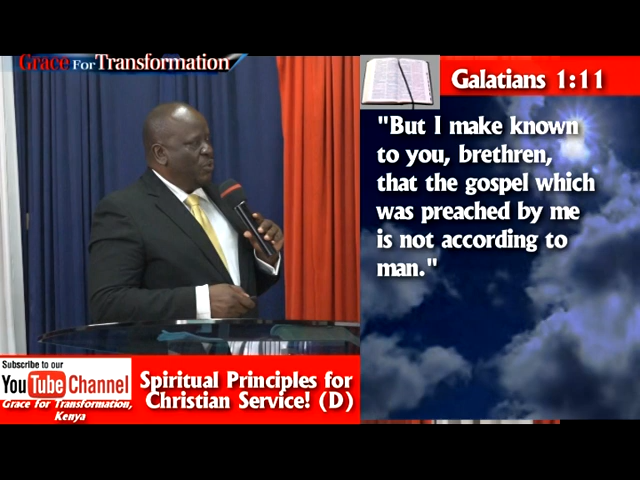 Grace For Transformation
Galatians 1:11
"But I make known
to you, brethren,
that the gospel which
was preached by me
is not according to
man."
Subscribe to our
YouTube Channel
Grace For Transformation,
Kenya
Spiritual Principles for
Christian Service! (D)